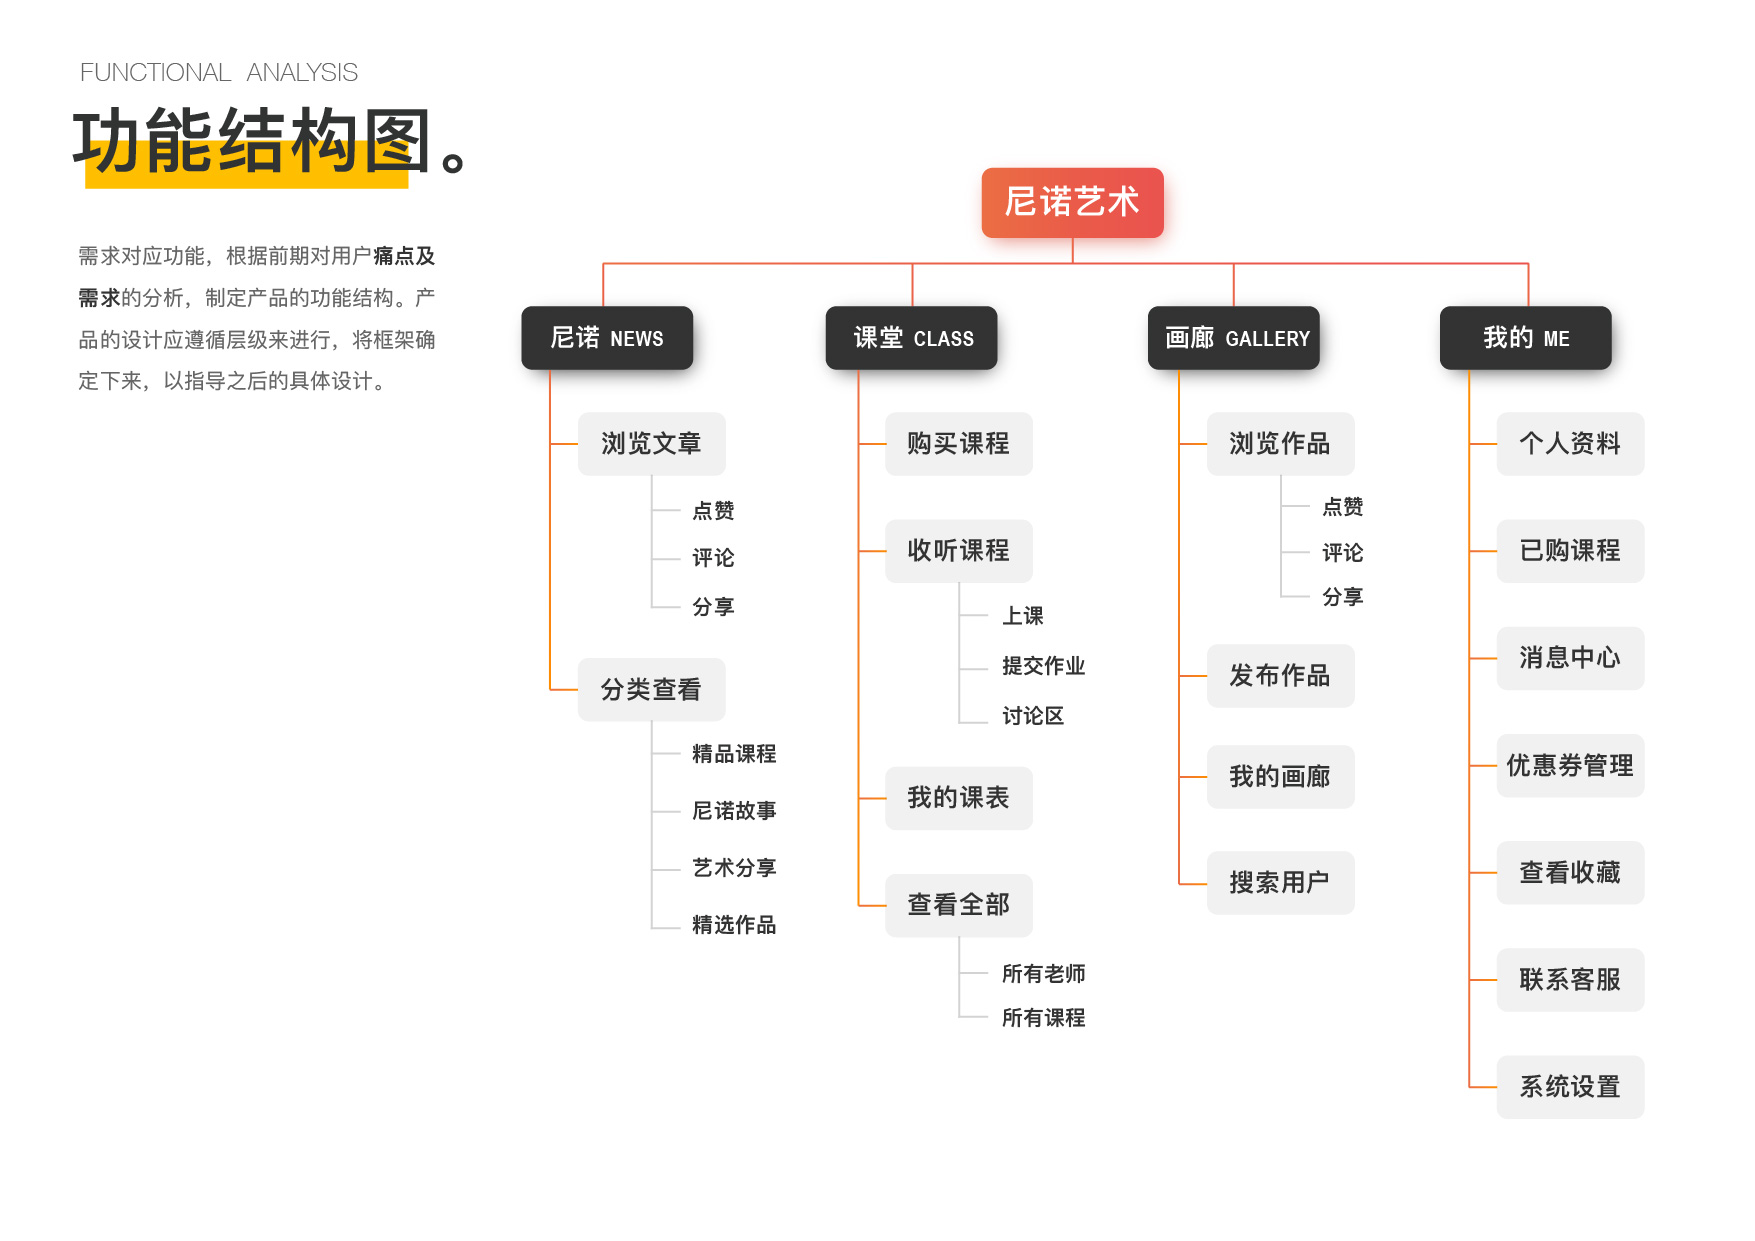 FUNCTIONAL ANALYSIS
功能结构图。
需求对应功能，根据前期对用户痛点及
需求的分析，制定产品的功能结构。产
品的设计应遵循层级来进行，将框架确
定下来，以指导之后的具体设计。
尼诺艺术
尼诺 NEWS
浏览文章
点赞
评论
分享
分类查看
精品课程
尼诺故事
艺术分享
精选作品
课堂 CLASS
购买课程
收听课程
上课
提交作业
讨论区
我的课表
查看全部
所有老师
所有课程
画廊 GALLERY
浏览作品
点赞
评论
分享
发布作品
我的画廊
搜索用户
我的 ME
个人资料
已购课程
消息中心
优惠券管理
查看收藏
联系客服
系统设置